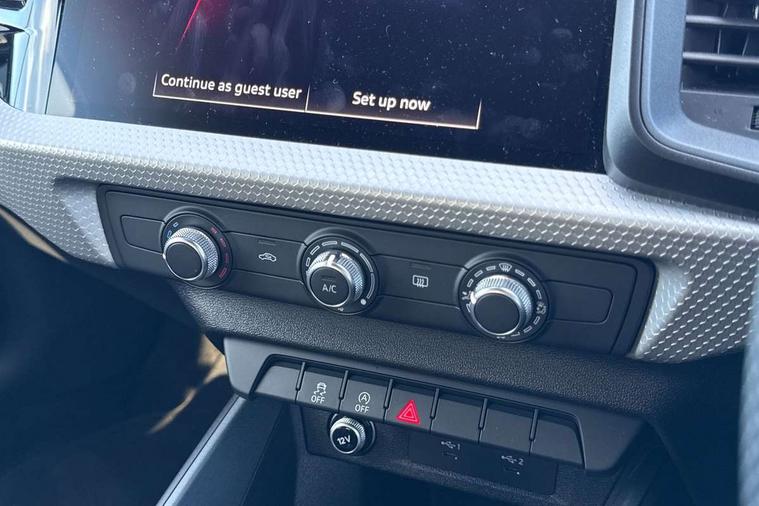 Continue as guest user
Set up now
A/C
OFF
A
OFF
12V
1
2